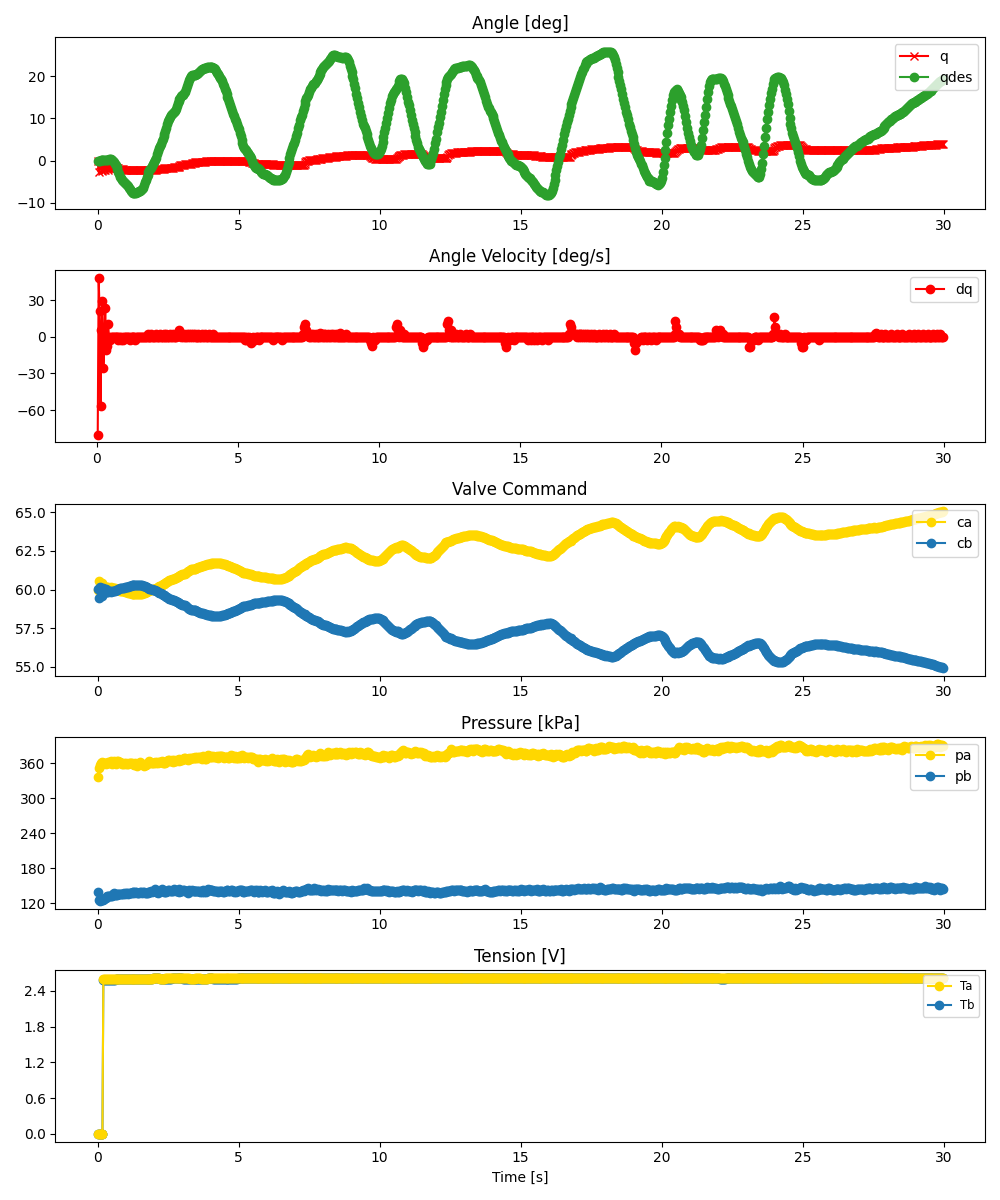 Angle [deg]
q
qdes
20
10
0
−10
0 5 10 15 20 25 30
Angle Velocity [deg/s]
dq
30
0
−30
−60
0 5 10 15 20 25 30
Valve Command
ca
cb
65.0
62.5
60.0
57.5
55.0
0 5 10 15 20 25 30
Pressure [kPa]
pa
pb
360
300
240
180
120
0 5 10 15 20 25 30
Tension [V]
Ta
Tb
2.4
1.8
1.2
0.6
0.0
0 5 10 15 20 25 30
Time [s]